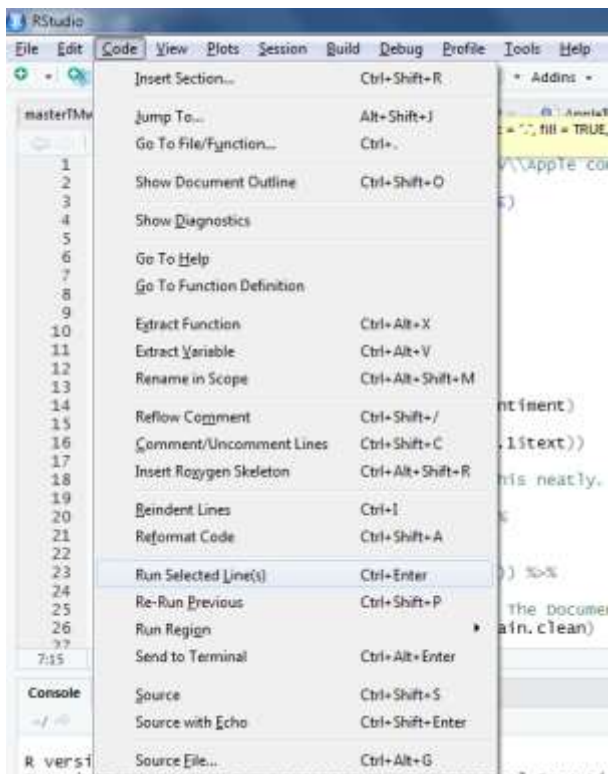 RStudio
File Edit Code View Plots Session Build Debug Profile Tools Help
Addins
masterTMw
Insert Section... Ctrl+Shift+R
Jump To... Alt+Shift+J
Go To File/Function... Ctrl+.
Show Document Outline Ctrl+Shift+O
Show Diagnostics
Go To Help
Go To Function Definition
Extract Function Ctrl+Alt+X
Extract Variable Ctrl+Alt+V
Rename in Scope Ctrl+Alt+Shift+M
Reflow Comment Ctrl+Shift+/
Comment/Uncomment Lines Ctrl+Shift+C
Insert Roxygen Skeleton Ctrl+Alt+Shift+R
Reindent Lines Ctrl+I
Reformat Code Ctrl+Shift+A
Run Selected Line(s) Ctrl+Enter
Re-Run Previous Ctrl+Shift+P
Run Region
Send to Terminal Ctrl+Alt+Enter
Source Ctrl+Shift+S
Source with Echo Ctrl+Shift+Enter
Source File... Ctrl+Alt+G
fill = TRUE,
\\Apple co
1
2
3
4
5
6
7
8
9
10
11
12
13
14 ntiment)
15
16 .litext))
17
18 his neatly.
19
20
21
22
23 )) %>%
24
25 The Docume
26 ain.clean)
27
7:15
Console
~/
R versi